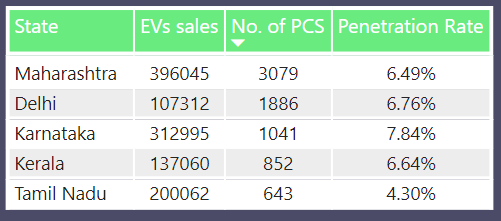 State EVs sales No. of PCS Penetration Rate
Maharashtra 396045 3079 6.49%
Delhi 107312 1886 6.76%
Karnataka 312995 1041 7.84%
Kerala 137060 852 6.64%
Tamil Nadu 200062 643 4.30%